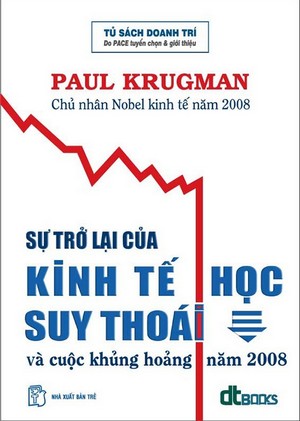 TỦ SÁCH DOANH TRÍ
Do PACE tuyển chọn & giới thiệu
PAUL KRUGMAN
Chủ nhân Nobel kinh tế năm 2008
SỰ TRỞ LẠI CỦA
KINH TẾ HỌC
SUY THOÁI
và cuộc khủng hoảng năm 2008
NHÀ XUẤT BẢN TRẺ
dtBOOKS